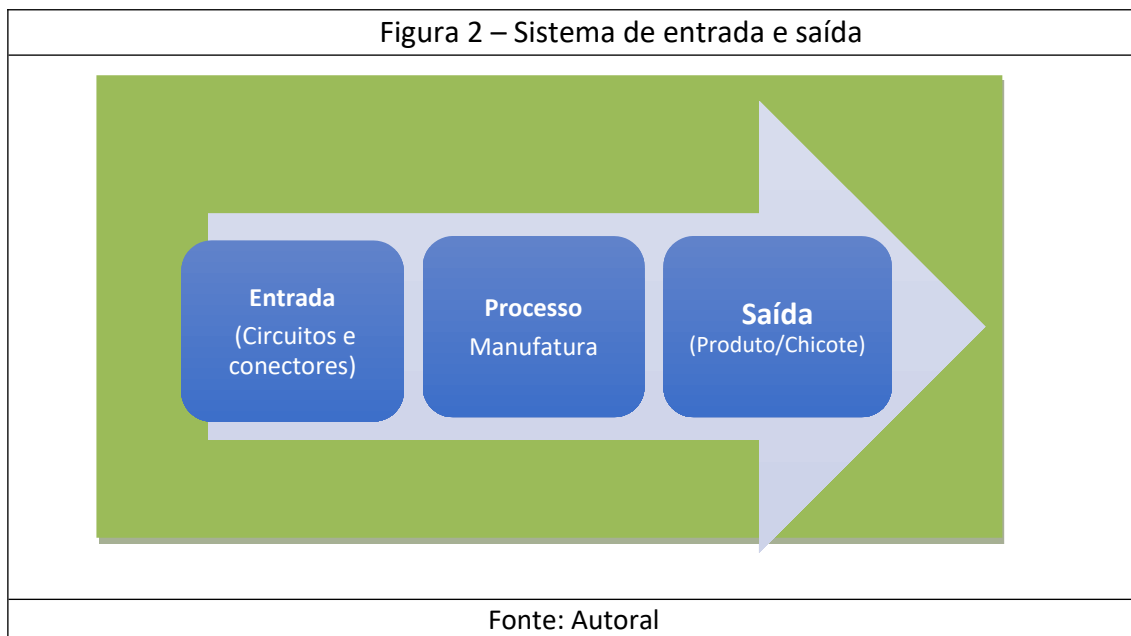 Figura 2 – Sistema de entrada e saída
Entrada
(Circuitos e
conectores)
Processo
Manufatura
Saída
(Produto/Chicote)
Fonte: Autoral